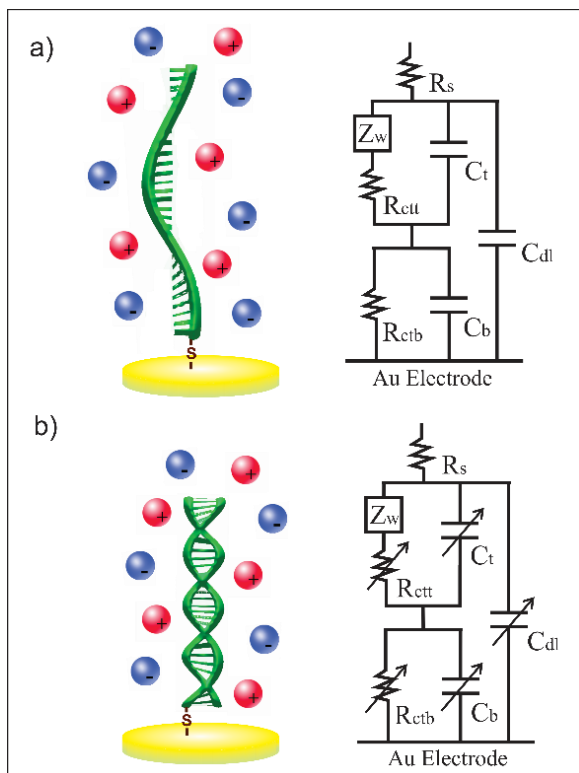 a)
-
+
+
-
+
-
-
+
+
-
-
S
Rs
Zw
Ct
Rctt
Cdl
Rctb
Cb
Au Electrode
b)
-
+
+
-
-
+
+
-
-
+
S
Rs
Zw
Ct
Rctt
Cdl
Rctb
Cb
Au Electrode